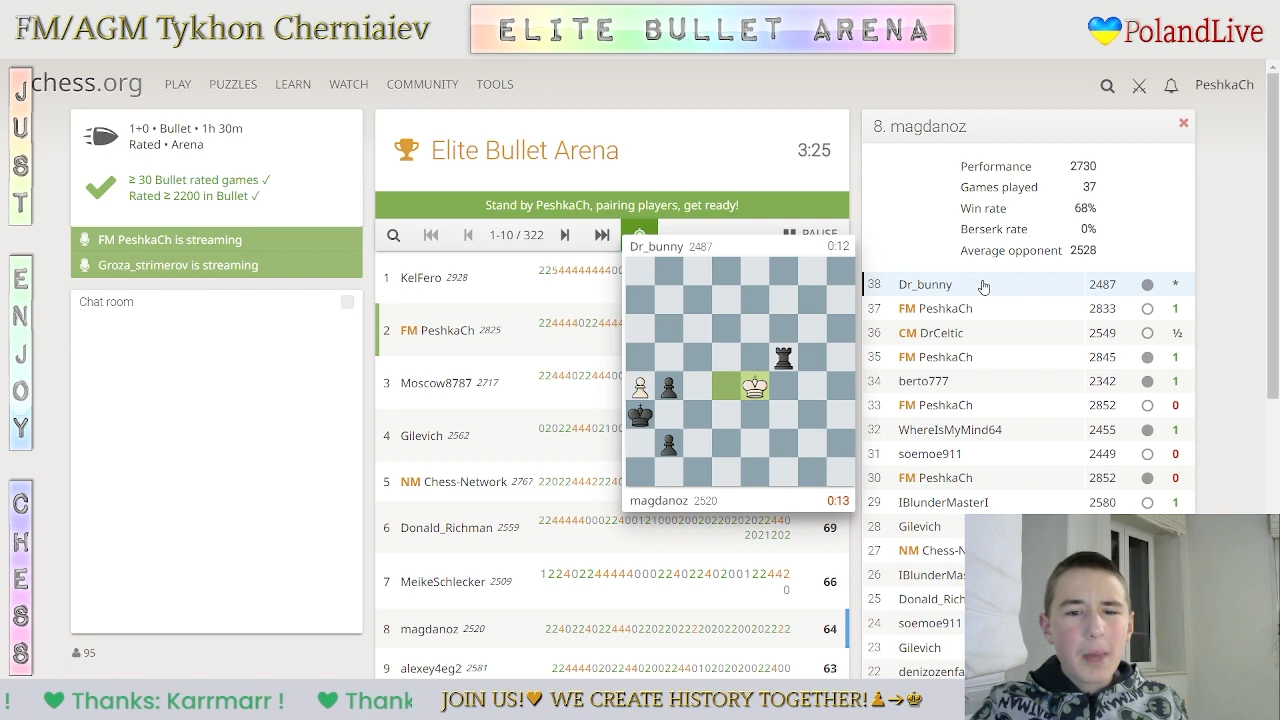 FM/AGM Tykhon Cherniaiev
ELITE BULLET ARENA
PolandLive
JUST
ENJOY
CHESS
chess.org
PLAY PUZZLES LEARN WATCH COMMUNITY TOOLS
PeshkaCh
1+0 • Bullet • 1h 30m
Rated • Arena
≥ 30 Bullet rated games ✓
Rated ≥ 2200 in Bullet ✓
FM PeshkaCh is streaming
Groza_strimerov is streaming
Chat room
95
Elite Bullet Arena 3:25
Stand by PeshkaCh, pairing players, get ready!
1-10 / 322 PAUSE
1 KelFero 2928
2 FM PeshkaCh 2825
3 Moscow8787 2717
4 Gilevich 2562
5 NM Chess-Network 2767
6 Donald_Richman 2559 69
2021202
7 MeikeSchlecker 2509 66
0
8 magdanoz 2520 64
9 alexey4eg2 2581 63
Dr_bunny 2487 0:12
magdanoz 2520 0:13
8. magdanoz
Performance 2730
Games played 37
Win rate 68%
Berserk rate 0%
Average opponent 2528
38 Dr_bunny 2487 *
37 FM PeshkaCh 2833 1
36 CM DrCeltic 2549 ½
35 FM PeshkaCh 2845 1
34 berto777 2342 1
33 FM PeshkaCh 2852 0
32 WhereIsMyMind64 2455 1
31 soemoe911 2449 0
30 FM PeshkaCh 2852 0
29 IBlunderMasterI 2580 1
28 Gilevich
27 NM Chess-N
26 IBlunderMas
25 Donald_Rich
24 soemoe911
23 Gilevich
22 denizozenfa
! Thanks: Karrmarr ! Thank
JOIN US! WE CREATE HISTORY TOGETHER!